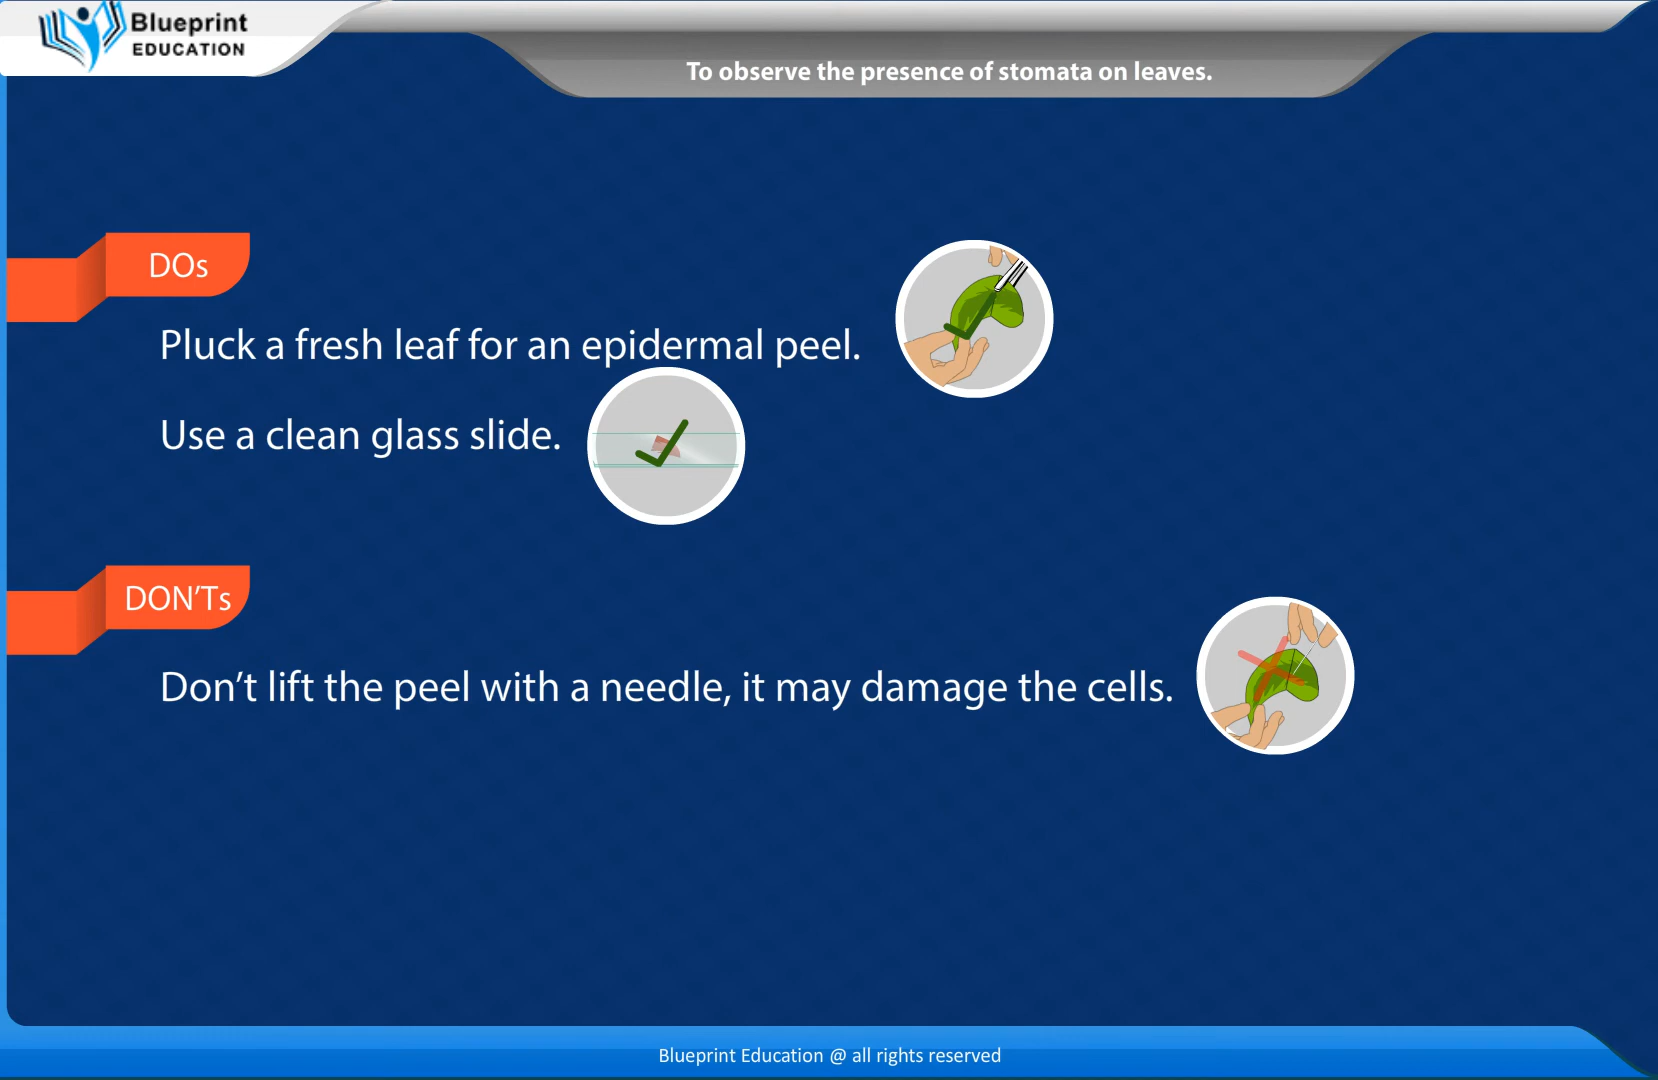 Blueprint
EDUCATION
To observe the presence of stomata on leaves.
DOs
Pluck a fresh leaf for an epidermal peel.
Use a clean glass slide.
DON’Ts
Don’t lift the peel with a needle, it may damage the cells.
Blueprint Education @ all rights reserved